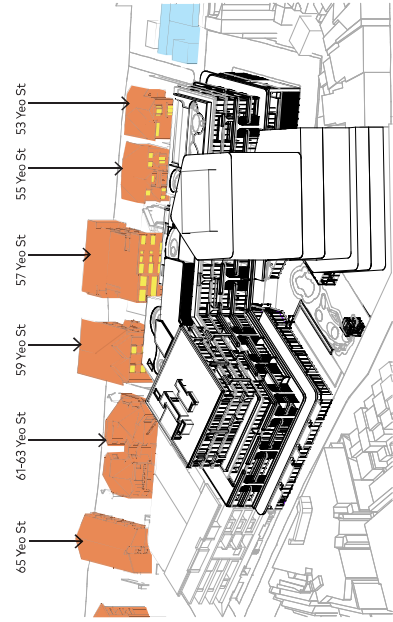 53 Yeo St
55 Yeo St
57 Yeo St
59 Yeo St
61-63 Yeo St
65 Yeo St